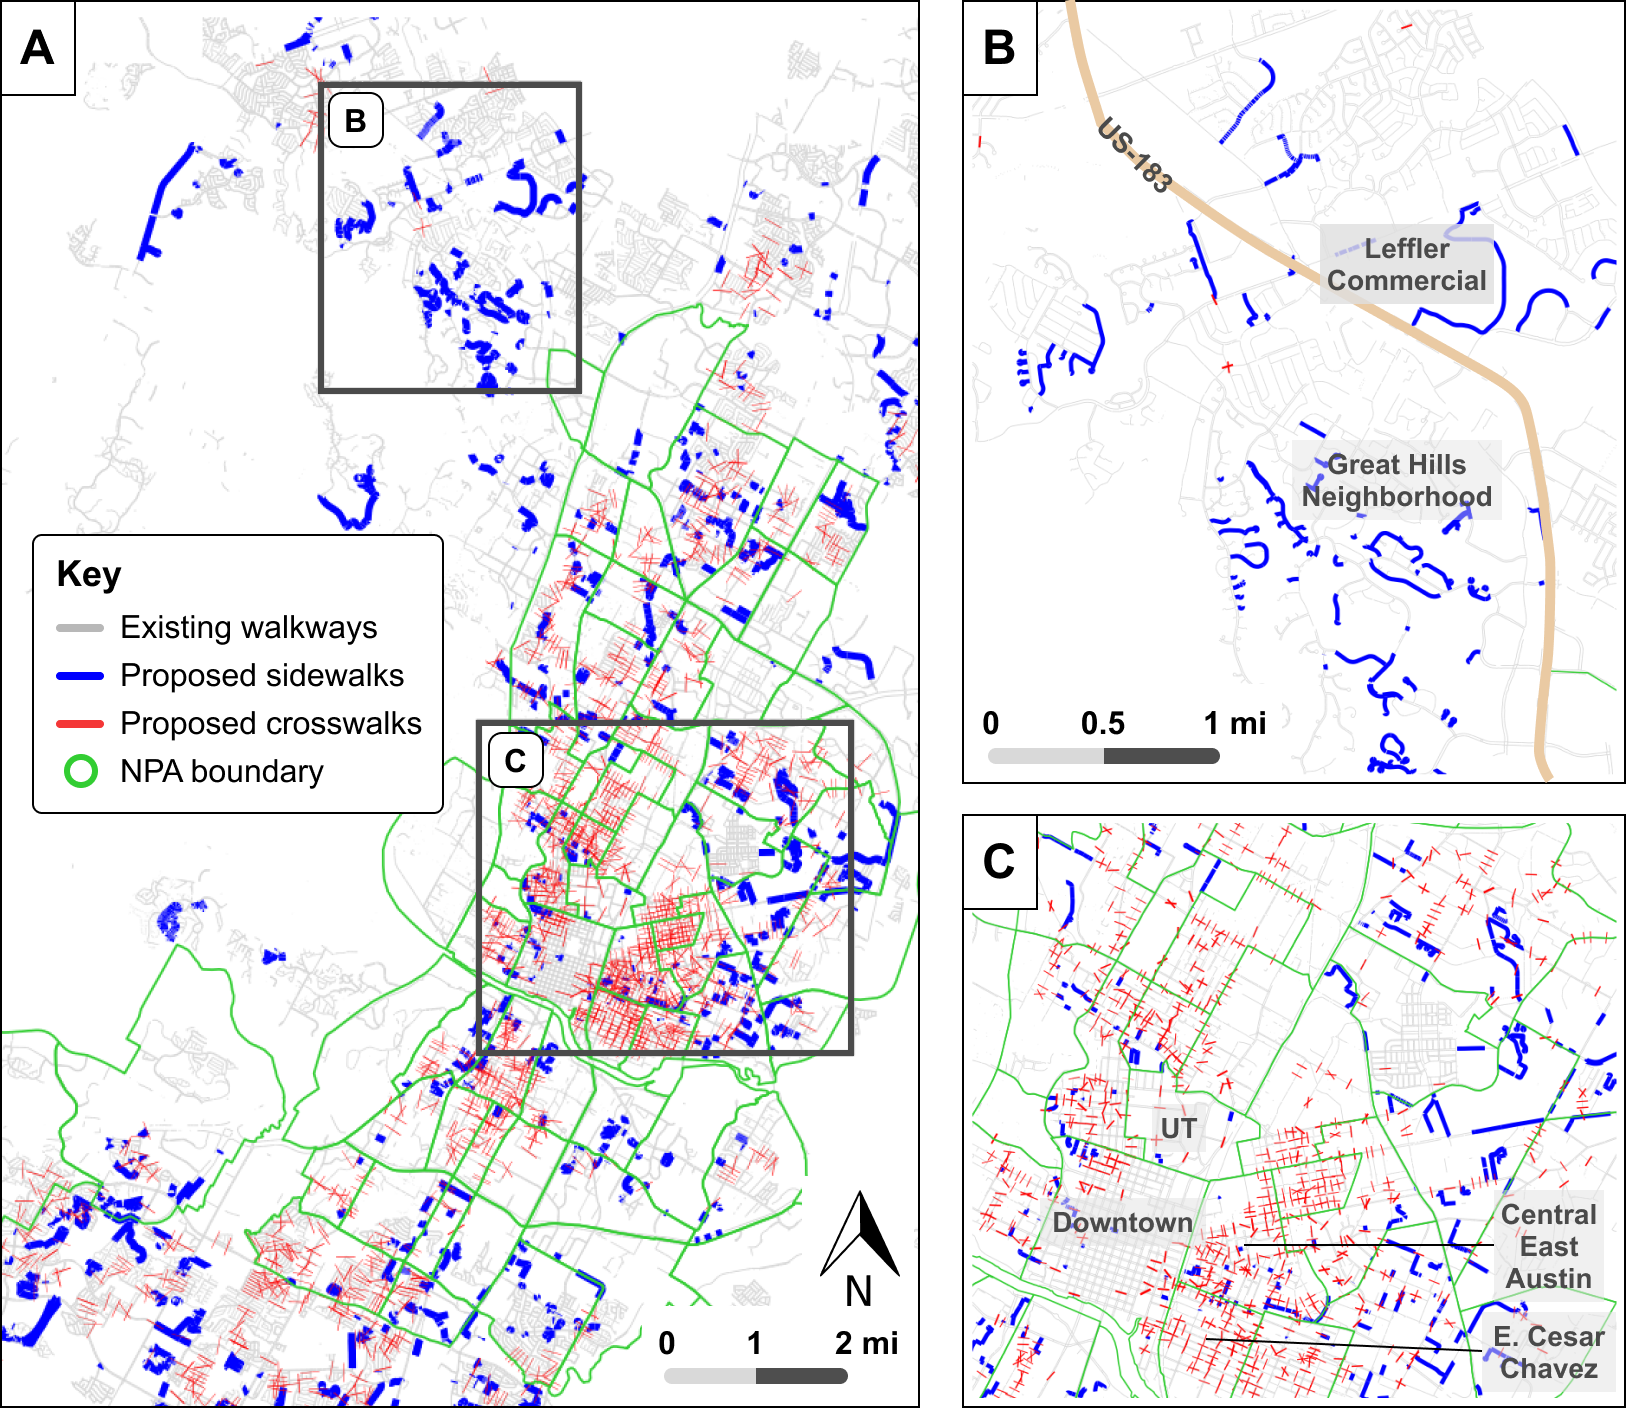 A
B
C
Key
Existing walkways
Proposed sidewalks
Proposed crosswalks
NPA boundary
N
0 1 2 mi
B
US-183
Leffler
Commercial
Great Hills
Neighborhood
0 0.5 1 mi
C
UT
Downtown
Central
East
Austin
E. Cesar
Chavez